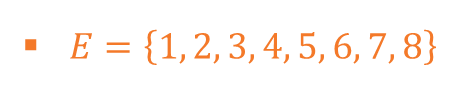 ▪ E = {1, 2, 3, 4, 5, 6, 7, 8}